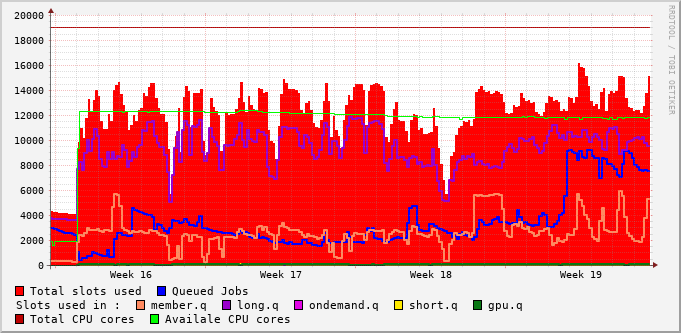 20000
18000
16000
14000
12000
10000
8000
6000
4000
2000
0
Week 16 Week 17 Week 18 Week 19
RRDTOOL / TOBI OETIKER
Total slots used Queued Jobs
Slots used in : member.q long.q ondemand.q short.q gpu.q
Total CPU cores Availale CPU cores